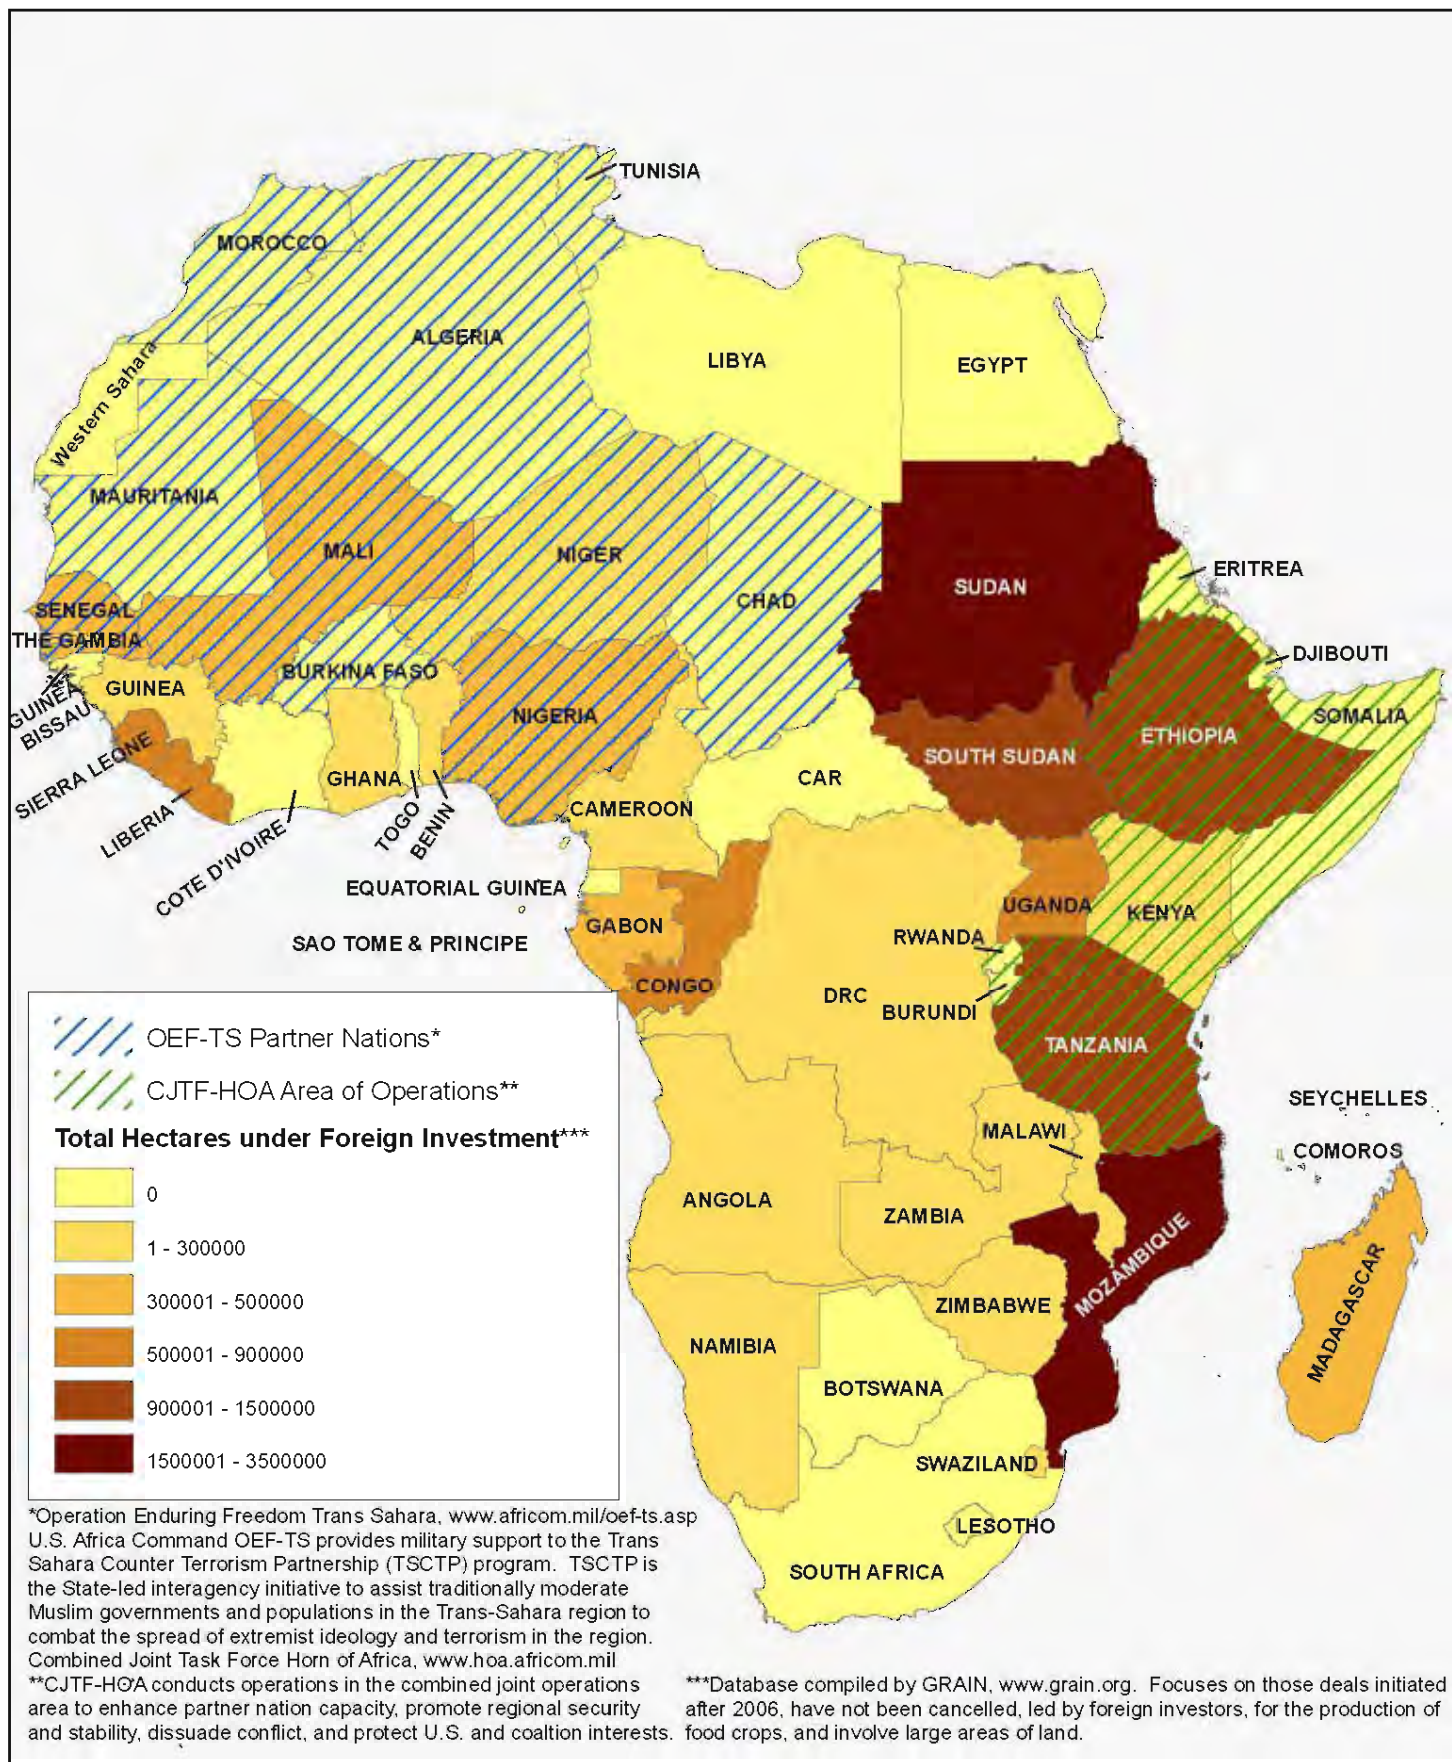 TUNISIA
MOROCCO
ALGERIA
LIBYA
EGYPT
Western Sahara
MAURITANIA
MALI
NIGER
CHAD
SUDAN
ERITREA
SENEGAL
THE GAMBIA
DJIBOUTI
BURKINA FASO
GUINEA
GUINEA
BISSAU
NIGERIA
SOMALIA
ETHIOPIA
SOUTH SUDAN
SIERRA LEONE
GHANA
CAR
LIBERIA
CAMEROON
TOGO
BENIN
COTE D'IVOIRE
EQUATORIAL GUINEA
UGANDA
KENYA
GABON
RWANDA
SAO TOME & PRINCIPE
CONGO
DRC
BURUNDI
TANZANIA
OEF-TS Partner Nations*
CJTF-HOA Area of Operations**
Total Hectares under Foreign Investment***
0
1 - 300000
300001 - 500000
500001 - 900000
900001 - 1500000
1500001 - 3500000
SEYCHELLES
MALAWI
COMOROS
ANGOLA
ZAMBIA
MOZAMBIQUE
ZIMBABWE
MADAGASCAR
NAMIBIA
BOTSWANA
SWAZILAND
LESOTHO
SOUTH AFRICA
*Operation Enduring Freedom Trans Sahara, www.africom.mil/oef-ts.asp
U.S. Africa Command OEF-TS provides military support to the Trans
Sahara Counter Terrorism Partnership (TSCTP) program. TSCTP is
the State-led interagency initiative to assist traditionally moderate
Muslim governments and populations in the Trans-Sahara region to
combat the spread of extremist ideology and terrorism in the region.
Combined Joint Task Force Horn of Africa, www.hoa.africom.mil
**CJTF-HOA conducts operations in the combined joint operations
area to enhance partner nation capacity, promote regional security
and stability, dissuade conflict, and protect U.S. and coaltion interests.
***Database compiled by GRAIN, www.grain.org. Focuses on those deals initiated
after 2006, have not been cancelled, led by foreign investors, for the production of
food crops, and involve large areas of land.